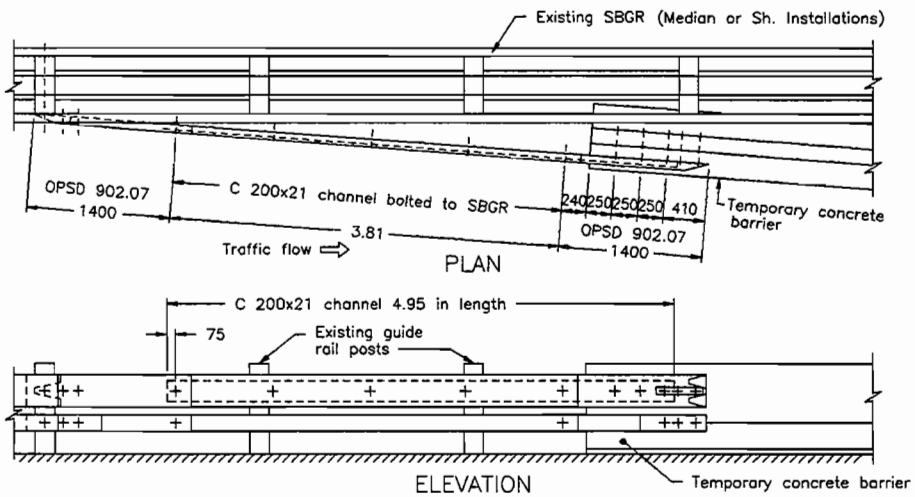 Existing SBGR (Median or Sh. Installations)
OPSD 902.07
1400
C 200x21 channel bolted to SBGR
3.81
240
250
250
250
410
OPSD 902.07
1400
Temporary concrete
barrier
Traffic flow
PLAN
C 200x21 channel 4.95 in length
75
Existing guide
rail posts
Temporary concrete barrier
ELEVATION